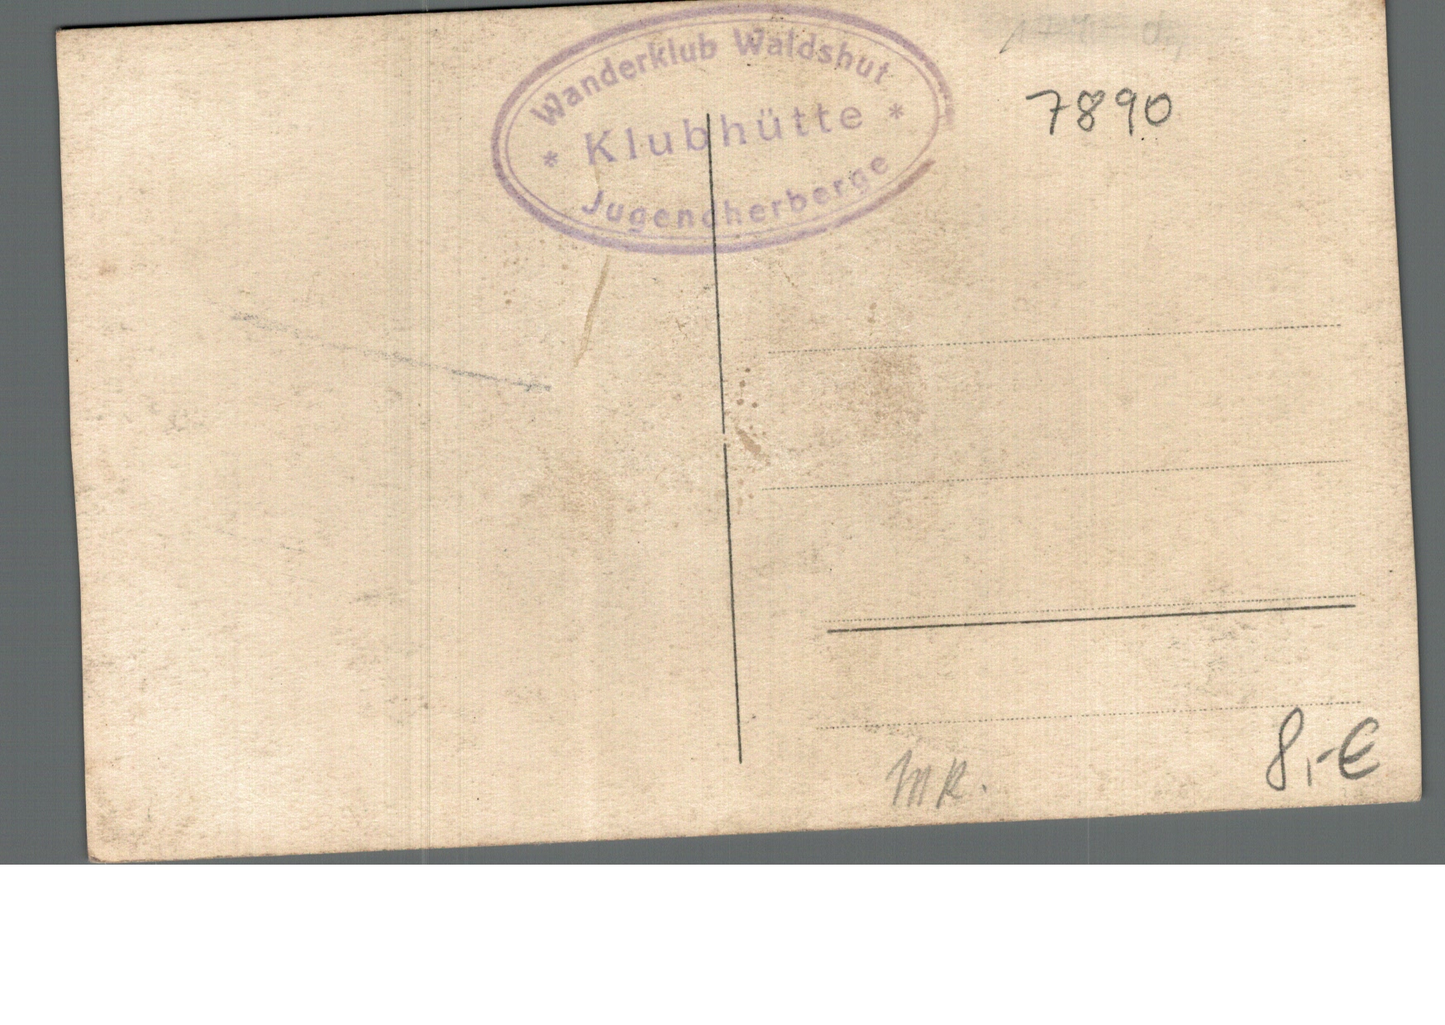 Wanderklub Waldshut
* Klubhütte *
Jugendherberge
7890
8,-€